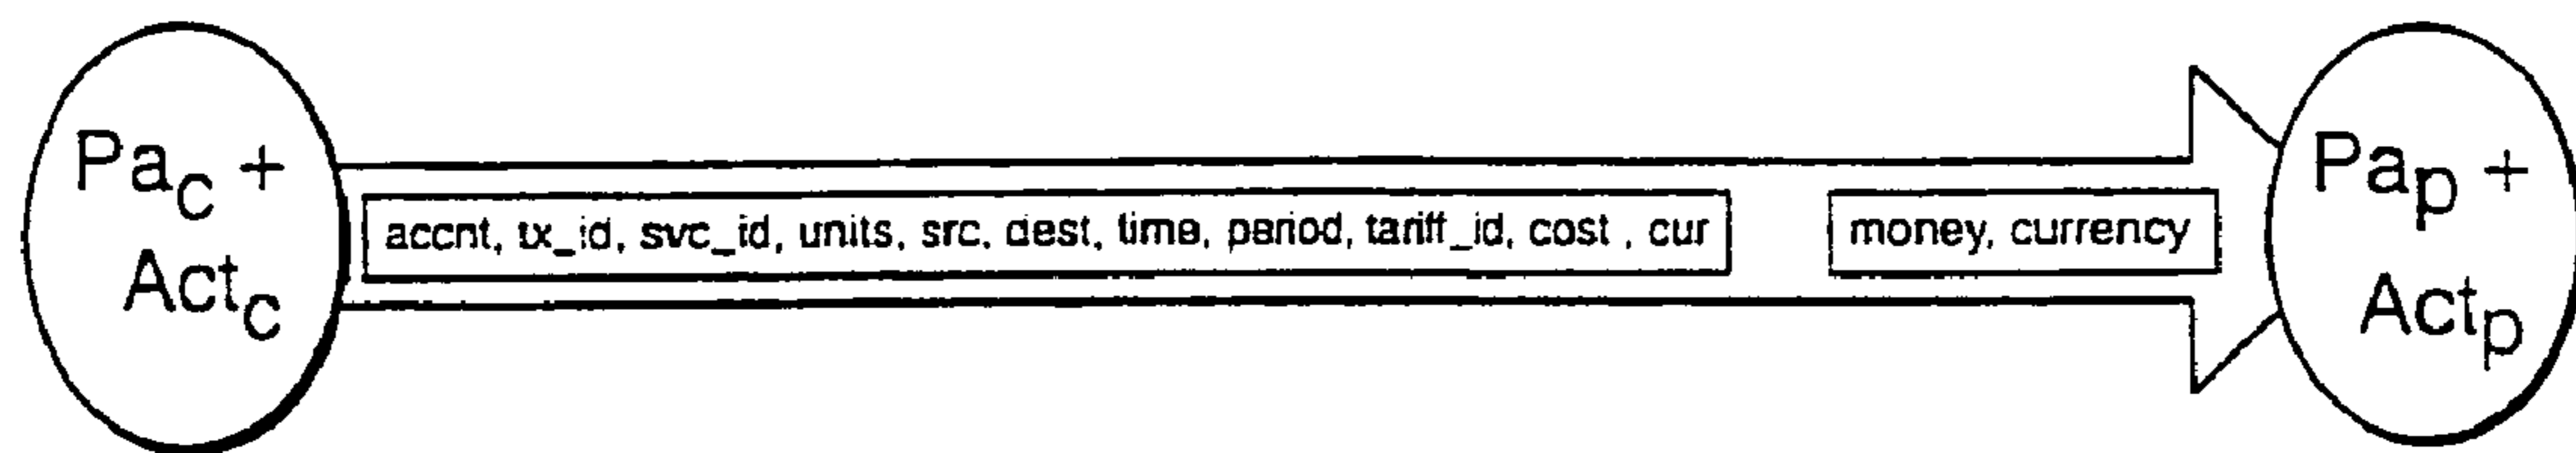 Pac +
Actc
accnt, tx_id, svc_id, units, src, dest, time, period, tariff_id, cost , cur
money, currency
Pap +
Actp